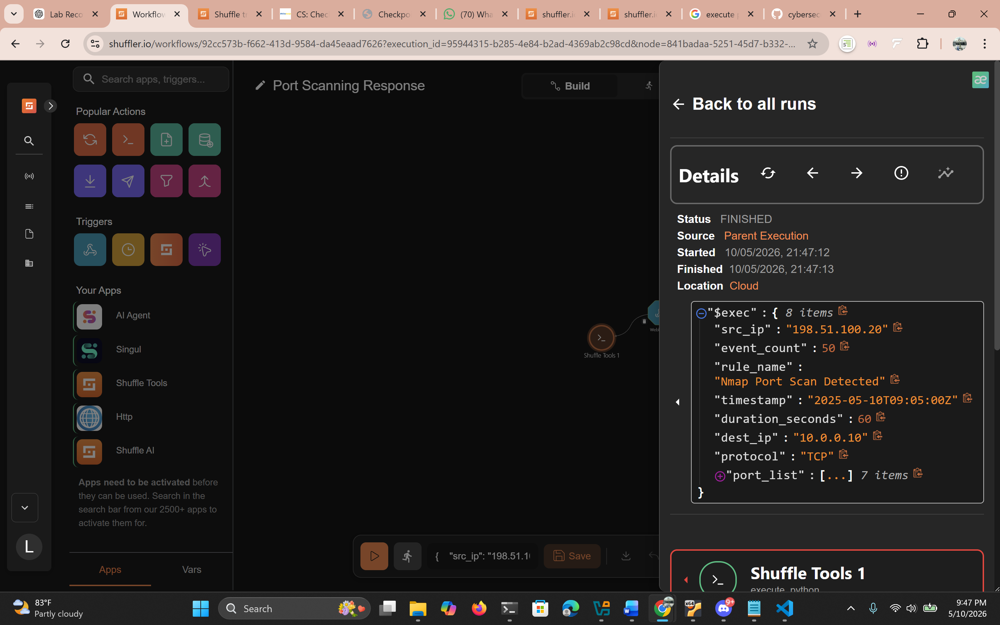 Lab Reco
Workflow
Shuffle t
CS: Chec
Checkpo
(70) Wha
shuffler.i
shuffler.i
execute
cybersec
shuffler.io/workflows/92cc573b-f662-413d-9584-da45eaad7626?execution_id=95944315-b285-4e84-b2ad-4369ab2c98cd&node=841badaa-5251-45d7-b332-...
Search apps, triggers...
Popular Actions
Triggers
Your Apps
AI Agent
Singul
Shuffle Tools
Http
Shuffle AI
Apps need to be activated before
they can be used. Search in the
search bar from our 2500+ apps to
activate them for.
L
Apps
Vars
Port Scanning Response
Build
Shuffle Tools 1
Webl
{ "src_ip": "198.51.10
Save
æ
Back to all runs
Details
Status FINISHED
Source Parent Execution
Started 10/05/2026, 21:47:12
Finished 10/05/2026, 21:47:13
Location Cloud
"$exec" : { 8 items
"src_ip" : "198.51.100.20"
"event_count" : 50
"rule_name" :
"Nmap Port Scan Detected"
"timestamp" : "2025-05-10T09:05:00Z"
"duration_seconds" : 60
"dest_ip" : "10.0.0.10"
"protocol" : "TCP"
"port_list" : [...] 7 items
}
Shuffle Tools 1
execute_python
83°F
Partly cloudy
Search
x64
9+
9:47 PM
5/10/2026